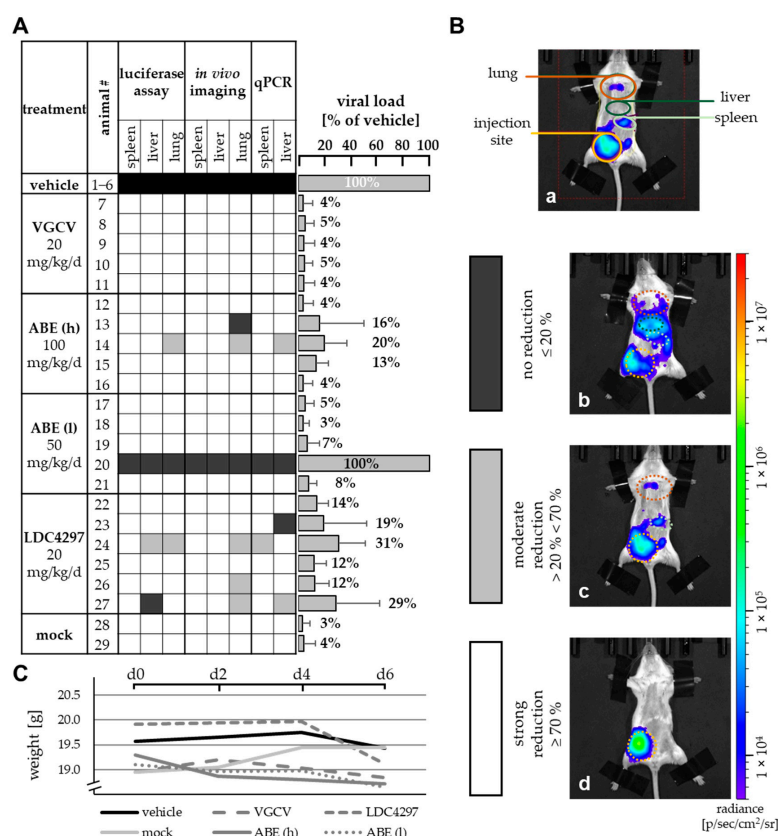 A
treatment
animal #
luciferase assay
in vivo imaging
qPCR
spleen
liver
lung
spleen
liver
lung
spleen
liver
viral load
[% of vehicle]
20 40 60 80 100
vehicle 1–6 100%
VGCV
20
mg/kg/d
7 4%
8 5%
9 4%
10 5%
11 4%
ABE (h)
100
mg/kg/d
12 4%
13 16%
14 20%
15 13%
16 4%
ABE (l)
50
mg/kg/d
17 5%
18 3%
19 7%
20 100%
21 8%
LDC4297
20
mg/kg/d
22 14%
23 19%
24 31%
25 12%
26 12%
27 29%
mock
28 3%
29 4%
B
lung
liver
spleen
injection
site
a
no reduction
≤ 20 %
b
moderate
reduction
> 20 % < 70 %
c
strong
reduction
≥ 70 %
d
1 × 10⁷
1 × 10⁶
1 × 10⁵
1 × 10⁴
radiance
[p/sec/cm²/sr]
C
d0 d2 d4 d6
weight [g]
20.5
20.0
19.5
19.0
vehicle VGCV LDC4297
mock ABE (h) ABE (l)